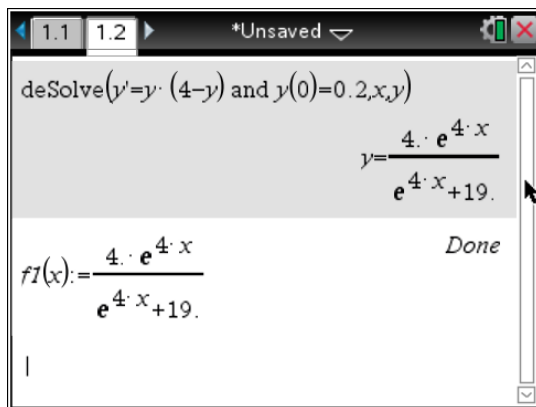 1.1 1.2 *Unsaved
deSolve(y'=y·(4−y) and y(0)=0.2,x,y)
y=4.·e^4·x/e^4·x+19.
f1(x):=4.·e^4·x/e^4·x+19. Done